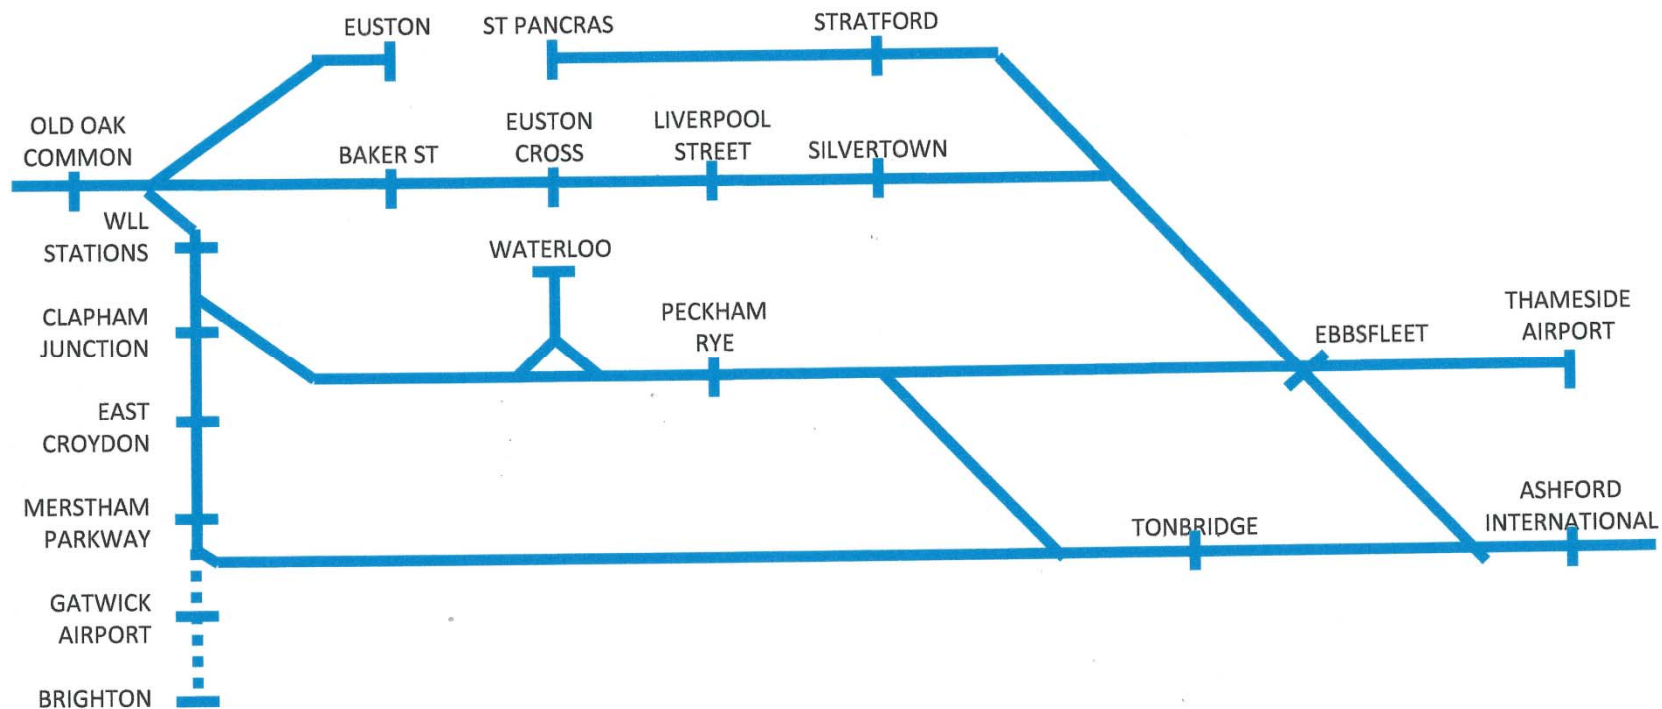 EUSTON
ST PANCRAS
STRATFORD
OLD OAK
COMMON
BAKER ST
EUSTON
CROSS
LIVERPOOL
STREET
SILVERTOWN
WLL
STATIONS
WATERLOO
CLAPHAM
JUNCTION
PECKHAM
RYE
EBBSFLEET
THAMESIDE
AIRPORT
EAST
CROYDON
MERSTHAM
PARKWAY
TONBRIDGE
ASHFORD
INTERNATIONAL
GATWICK
AIRPORT
BRIGHTON